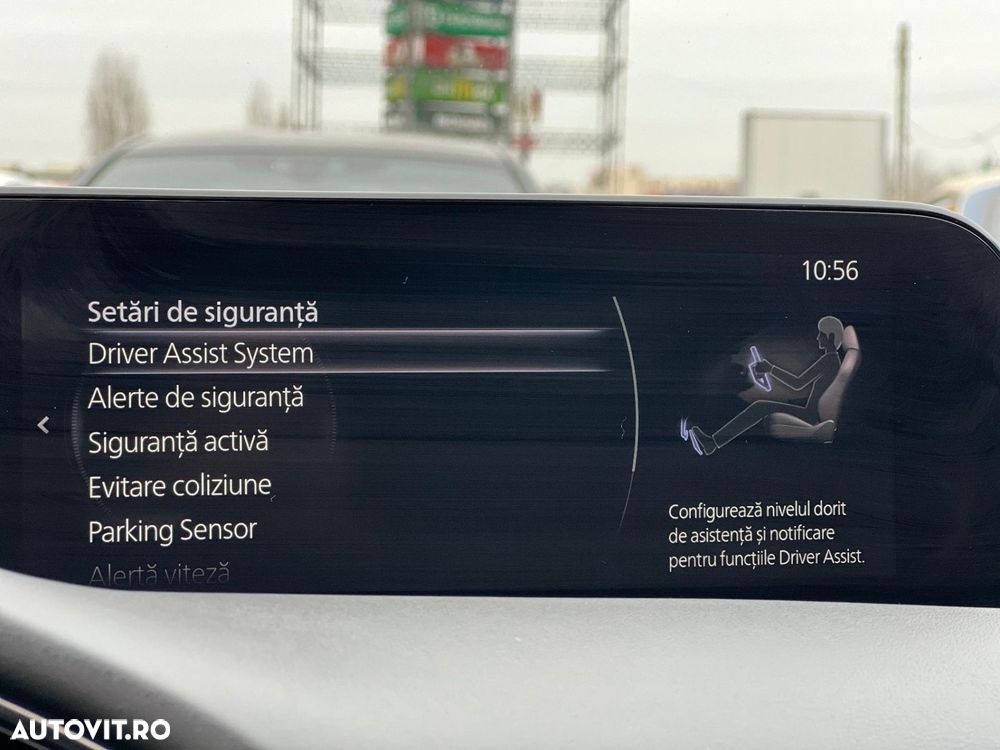 10:56
Setări de siguranță
Driver Assist System
Alerte de siguranță
Siguranță activă
Evitare coliziune
Parking Sensor
Alertă viteză
Configurează nivelul dorit
de asistență și notificare
pentru funcțiile Driver Assist.
AUTOVIT.RO